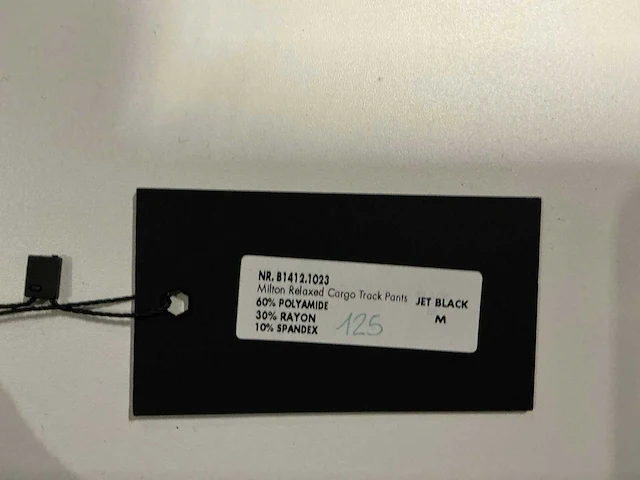 NR. B1412.1023
Milton Relaxed Cargo Track Pants JET BLACK
60% POLYAMIDE M
30% RAYON
10% SPANDEX
125